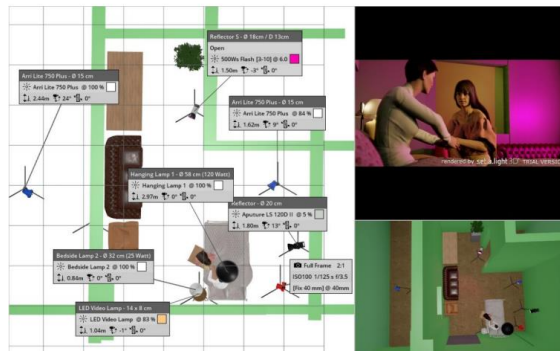 Reflector S - Ø 18cm / D 13cm
Open
500Ws Flash [3-10] @ 6.0
1.50m -3° 0°
Arri Lite 750 Plus - Ø 15 cm
Arri Lite 750 Plus @ 100 %
2.44m 24° 0°
Arri Lite 750 Plus - Ø 15 cm
Arri Lite 750 Plus @ 84 %
1.62m 9° 0°
Hanging Lamp 1 - Ø 58 cm (120 Watt)
Hanging Lamp 1 @ 100 %
2.97m 0° 0°
Reflector - Ø 20 cm
Aputure LS 120D II @ 5 %
1.80m 13° 0°
Bedside Lamp 2 - Ø 32 cm (25 Watt)
Bedside Lamp 2 @ 100 %
0.84m 0° 0°
Full Frame 2:1
ISO100 1/125 s f/3.5
[Fix 40 mm] @ 40mm
LED Video Lamp - 14 x 8 cm
LED Video Lamp @ 83 %
1.04m -1° 0°
rendered by set.a.light 3D TRIAL VERSION